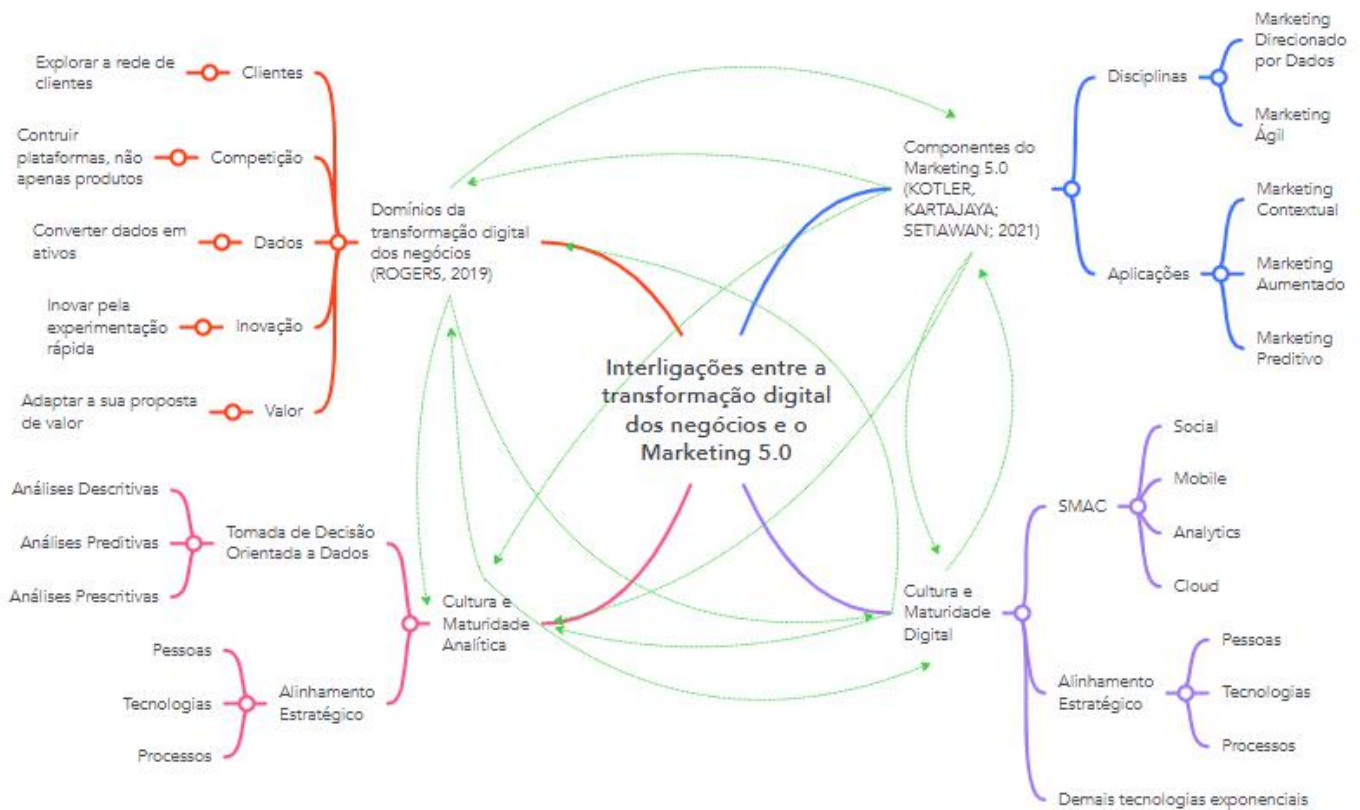 Interligações entre a
transformação digital
dos negócios e o
Marketing 5.0
Domínios da
transformação digital
dos negócios
(ROGERS, 2019)
Clientes
Explorar a rede de
clientes
Competição
Contruir
plataformas, não
apenas produtos
Dados
Converter dados em
ativos
Inovação
Inovar pela
experimentação
rápida
Valor
Adaptar a sua proposta
de valor
Componentes do
Marketing 5.0
(KOTLER,
KARTAJAYA;
SETIAWAN; 2021)
Disciplinas
Marketing
Direcionado
por Dados
Marketing
Ágil
Aplicações
Marketing
Contextual
Marketing
Aumentado
Marketing
Preditivo
Cultura e
Maturidade
Analítica
Tomada de Decisão
Orientada a Dados
Análises Descritivas
Análises Preditivas
Análises Prescritivas
Alinhamento
Estratégico
Pessoas
Tecnologias
Processos
Cultura e
Maturidade
Digital
SMAC
Social
Mobile
Analytics
Cloud
Alinhamento
Estratégico
Pessoas
Tecnologias
Processos
Demais tecnologias exponenciais